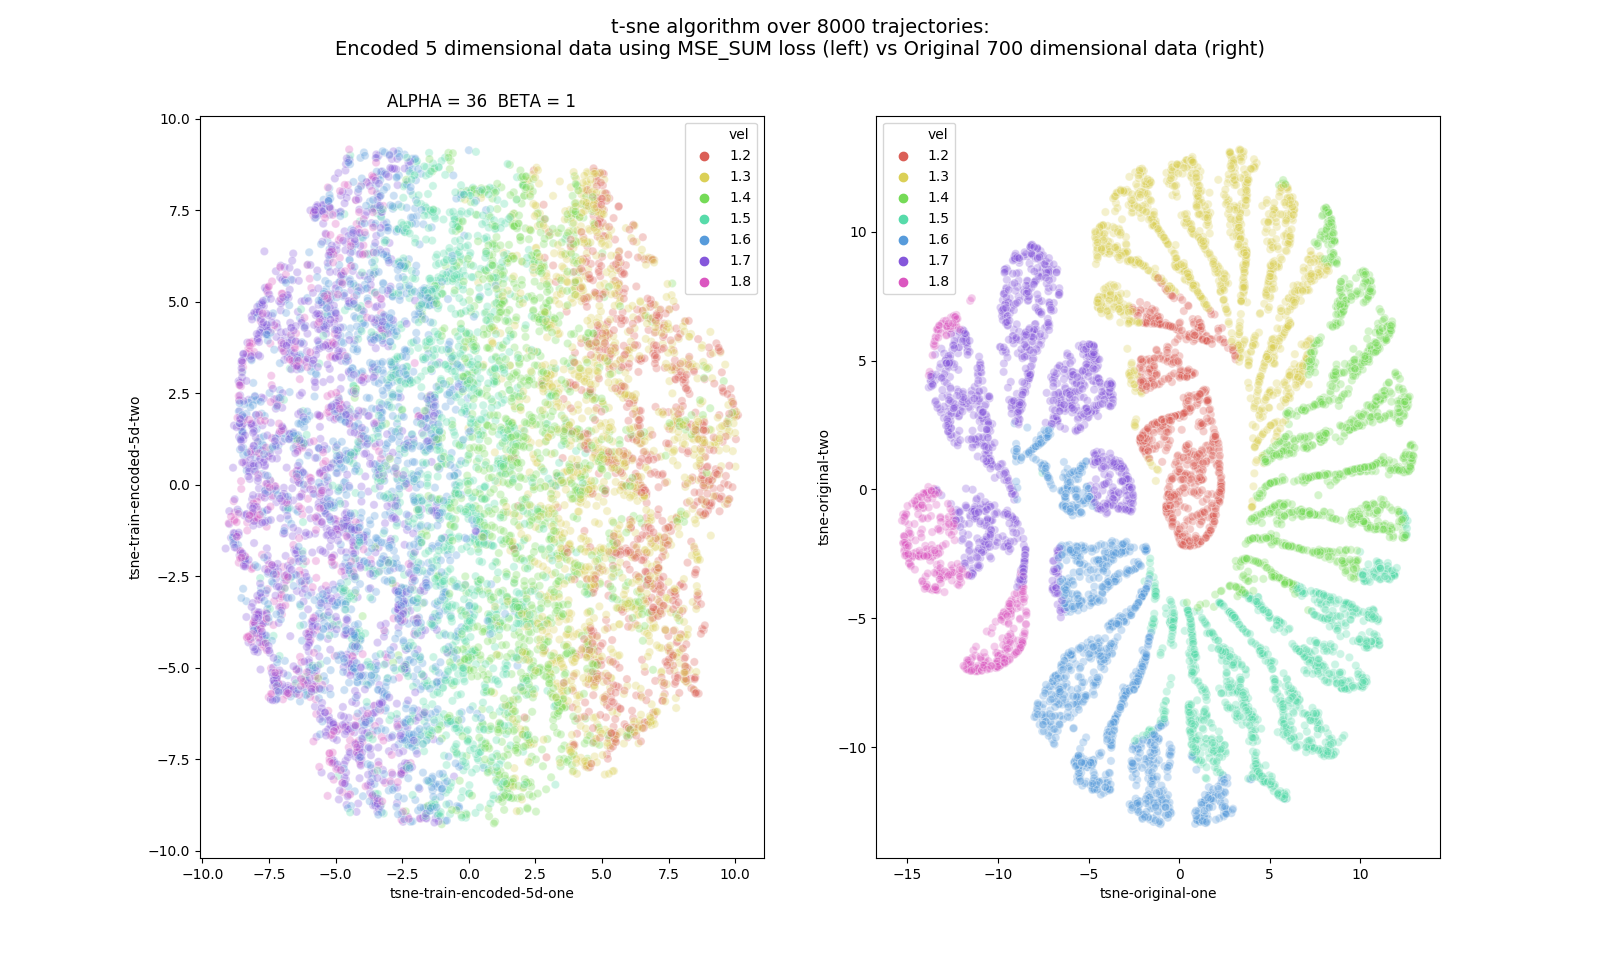 t-sne algorithm over 8000 trajectories:
Encoded 5 dimensional data using MSE_SUM loss (left) vs Original 700 dimensional data (right)
ALPHA = 36  BETA = 1
10.0
7.5
5.0
2.5
0.0
−2.5
−5.0
−7.5
−10.0
tsne-train-encoded-5d-two
vel
1.2
1.3
1.4
1.5
1.6
1.7
1.8
−10.0 −7.5 −5.0 −2.5 0.0 2.5 5.0 7.5 10.0
tsne-train-encoded-5d-one
10
5
0
−5
−10
tsne-original-two
vel
1.2
1.3
1.4
1.5
1.6
1.7
1.8
−15 −10 −5 0 5 10
tsne-original-one